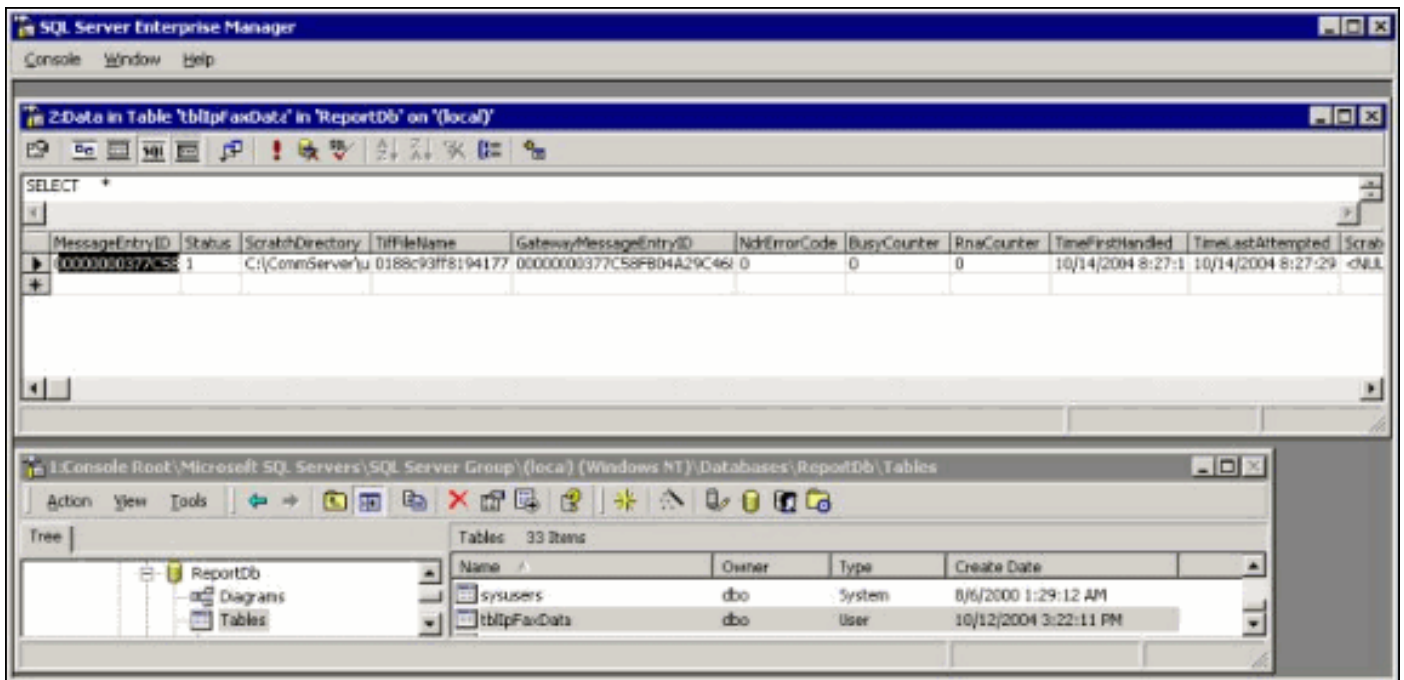 SQL Server Enterprise Manager
Console Window Help
2:Data in Table 'tblIpFaxData' in 'ReportDb' on '(local)'
SELECT *
MessageEntryID Status ScratchDirectory TiffFileName GatewayMessageEntryID NdrErrorCode BusyCounter RnaCounter TimeFirstHandled TimeLastAttempted Scrab
00000000377C58 1 C:\CommServer\u 0188c93ff8194177 00000000377C58FB04A29C46 0 0 0 10/14/2004 8:27:1 10/14/2004 8:27:29 <NUL
1:Console Root\Microsoft SQL Servers\SQL Server Group\(local) (Windows NT)\Databases\ReportDb\Tables
Action View Tools
Tree Tables 33 Items
Name Owner Type Create Date
ReportDb
Diagrams sysusers dbo System 8/6/2000 1:29:12 AM
Tables tblIpFaxData dbo User 10/12/2004 3:22:11 PM